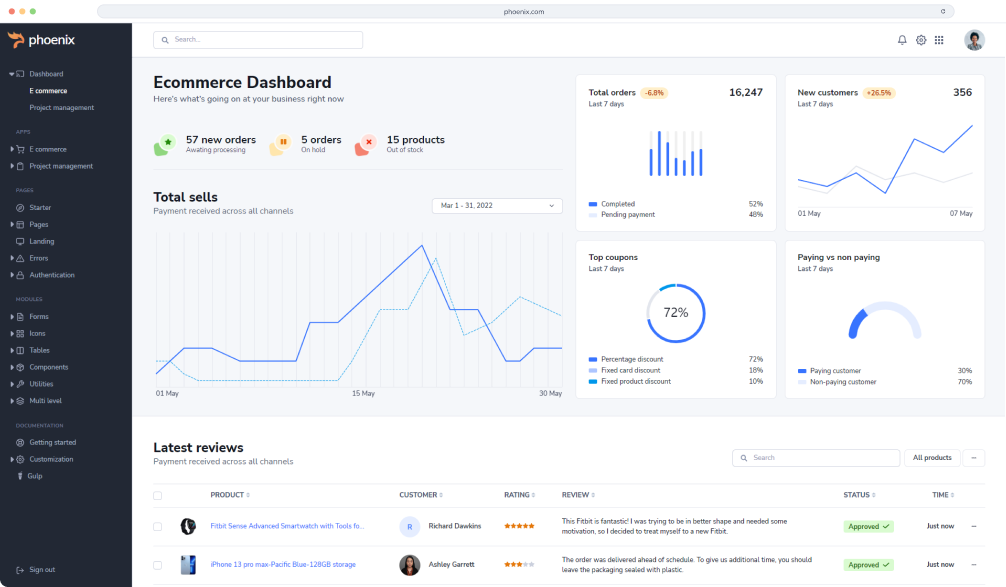 phoenix.com
phoenix
Search...
Dashboard
E commerce
Project management
APPS
E commerce
Project management
PAGES
Starter
Pages
Landing
Errors
Authentication
MODULES
Forms
Icons
Tables
Components
Utilities
Multi level
DOCUMENTATION
Getting started
Customization
Gulp
Sign out
Ecommerce Dashboard
Here's what's going on at your business right now
57 new orders
Awating processing
5 orders
On hold
15 products
Out of stock
Total sells
Payment received across all channels
Mar 1 - 31, 2022
01 May
15 May
30 May
Total orders -6.8% 16,247
Last 7 days
Completed 52%
Pending payment 48%
New customers +26.5% 356
Last 7 days
01 May 07 May
Top coupons
Last 7 days
72%
Percentage discount 72%
Fixed card discount 18%
Fixed product discount 10%
Paying vs non paying
Last 7 days
Paying customer 30%
Non-paying customer 70%
Latest reviews
Payment received across all channels
Search
All products
PRODUCT CUSTOMER RATING REVIEW STATUS TIME
Fitbit Sense Advanced Smartwatch with Tools fo...
R
Richard Dawkins
This Fitbit is fantastic! I was trying to be in better shape and needed some
motivation, so I decided to treat myself to a new Fitbit.
Approved
Just now
iPhone 13 pro max-Pacific Blue-128GB storage
Ashley Garrett
The order was delivered ahead of schedule. To give us additional time, you should
leave the packaging sealed with plastic.
Approved
Just now